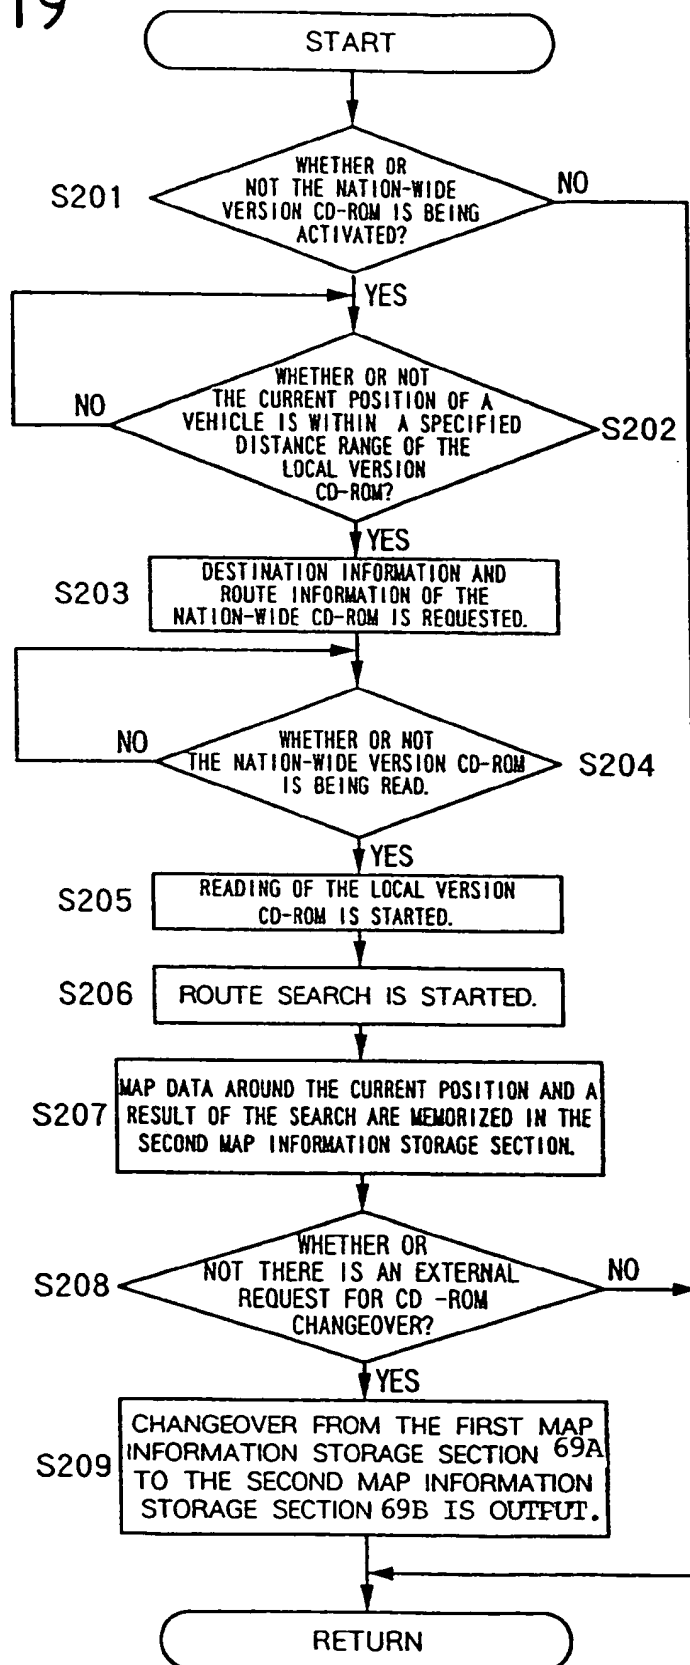 19
START
S201
WHETHER OR
NOT THE NATION-WIDE
VERSION CD-ROM IS BEING
ACTIVATED?
NO
YES
WHETHER OR NOT
THE CURRENT POSITION OF A
VEHICLE IS WITHIN A SPECIFIED
DISTANCE RANGE OF THE
LOCAL VERSION
CD-ROM?
NO
S202
YES
S203
DESTINATION INFORMATION AND
ROUTE INFORMATION OF THE
NATION-WIDE CD-ROM IS REQUESTED.
NO
WHETHER OR NOT
THE NATION-WIDE VERSION CD-ROM
IS BEING READ.
S204
YES
S205
READING OF THE LOCAL VERSION
CD-ROM IS STARTED.
S206
ROUTE SEARCH IS STARTED.
S207
MAP DATA AROUND THE CURRENT POSITION AND A
RESULT OF THE SEARCH ARE MEMORIZED IN THE
SECOND MAP INFORMATION STORAGE SECTION.
S208
WHETHER OR
NOT THERE IS AN EXTERNAL
REQUEST FOR CD -ROM
CHANGEOVER?
NO
YES
S209
CHANGEOVER FROM THE FIRST MAP
INFORMATION STORAGE SECTION 69A
TO THE SECOND MAP INFORMATION
STORAGE SECTION 69B IS OUTPUT.
RETURN